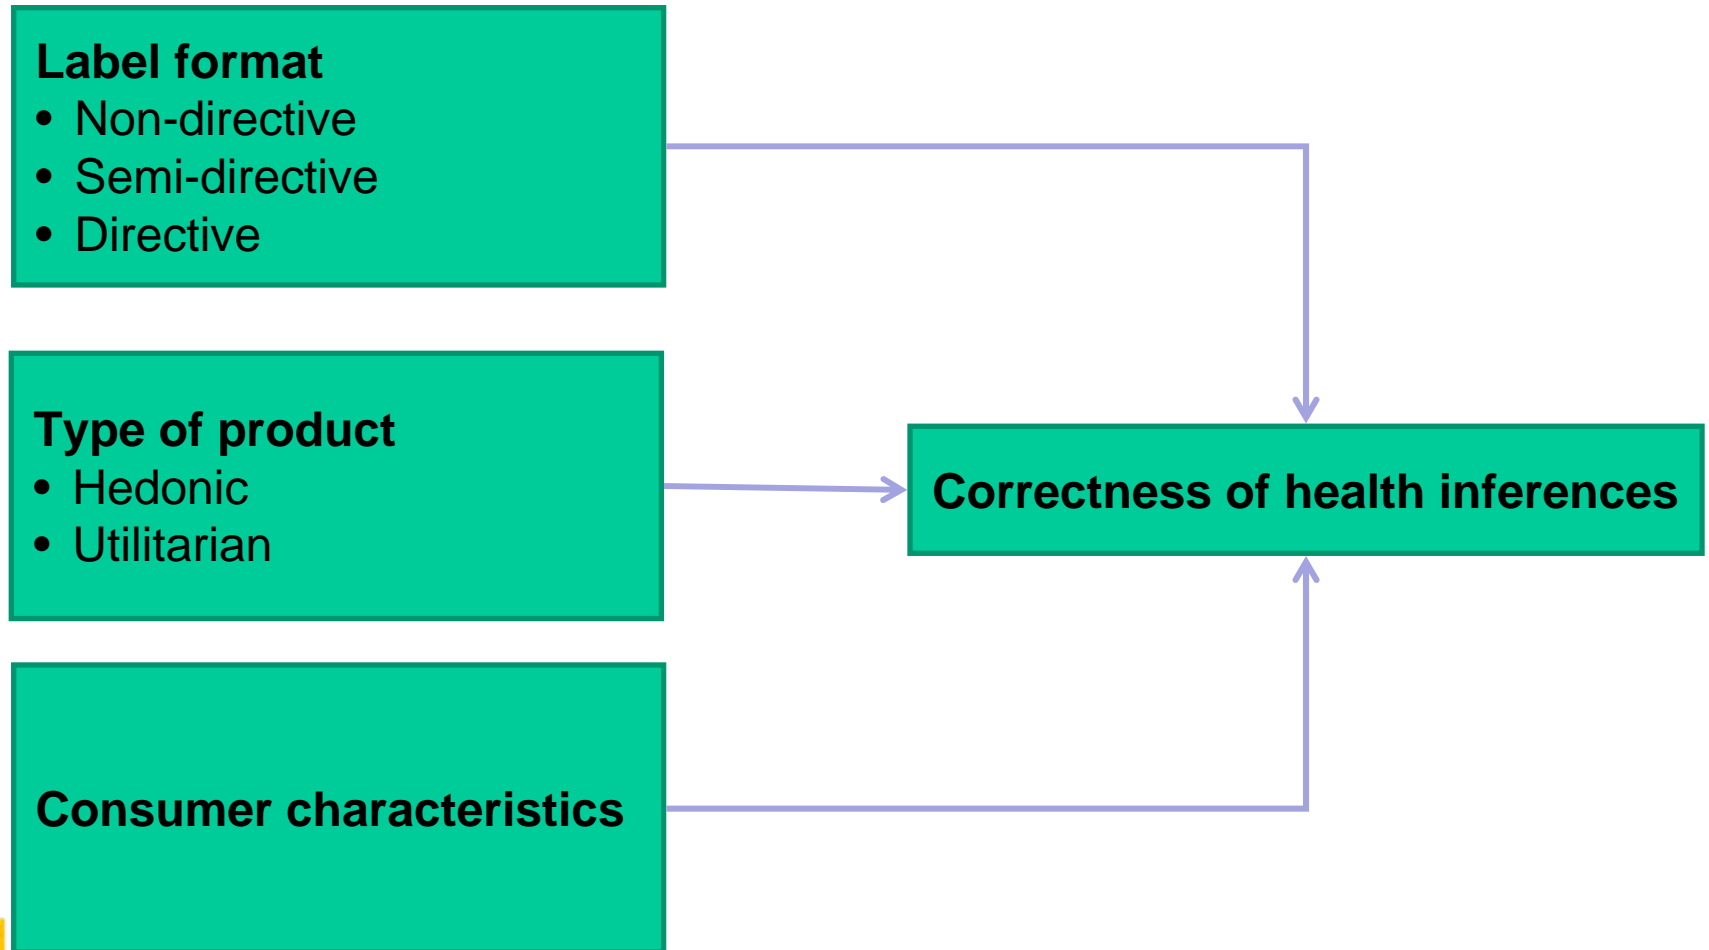 Label format
• Non-directive
• Semi-directive
• Directive
Type of product
• Hedonic
• Utilitarian
Correctness of health inferences
Consumer characteristics